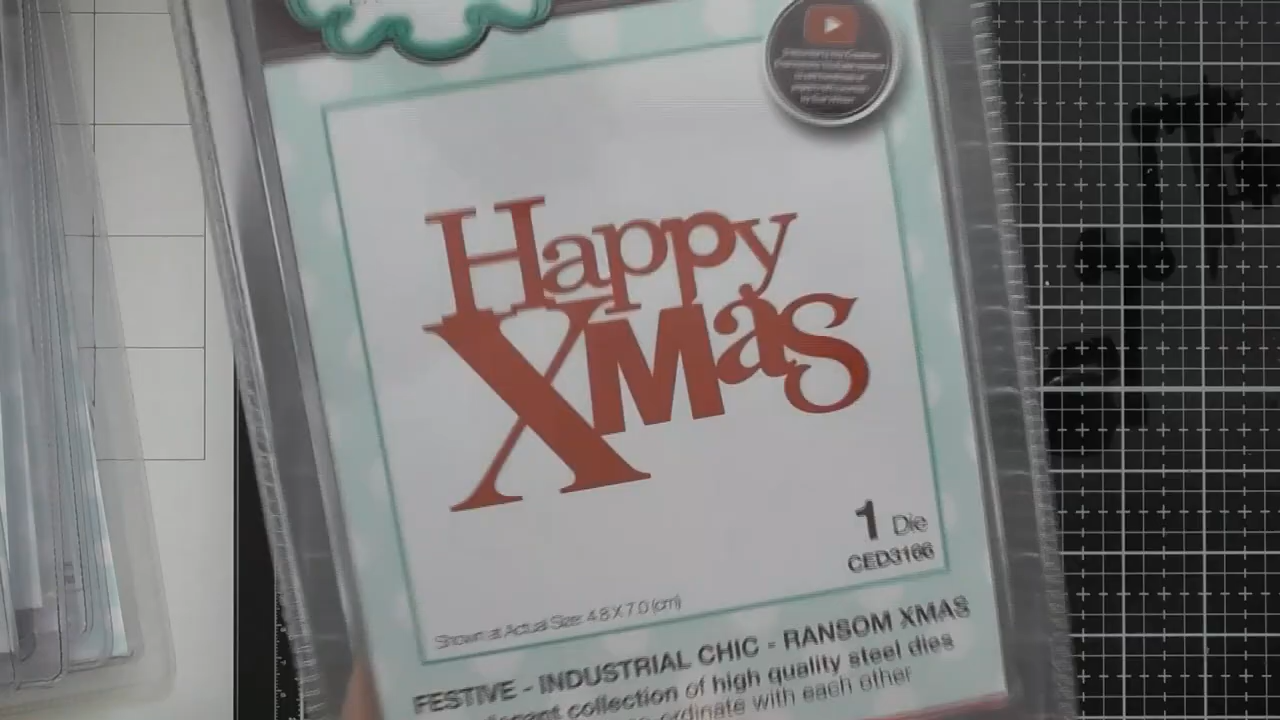 Happy
XMas
1 Die
CED3166
Shown at Actual Size: 4.8 X 7.0 (cm)
FESTIVE - INDUSTRIAL CHIC - RANSOM XMAS
collection of high quality steel dies
ordinate with each other